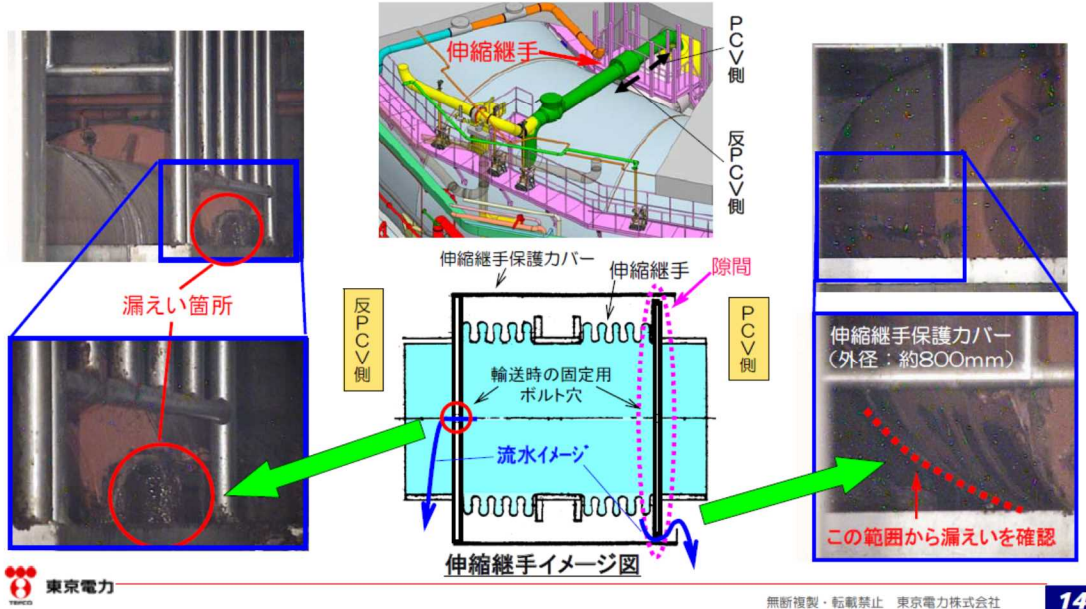 伸縮継手
PCV側
反PCV側
漏えい箇所
伸縮継手保護カバー
伸縮継手
隙間
反PCV側
PCV側
輸送時の固定用
ボルト穴
流水イメージ
伸縮継手イメージ図
伸縮継手保護カバー
（外径：約800mm）
この範囲から漏えいを確認
TEPCO
東京電力
無断複製・転載禁止 東京電力株式会社
14